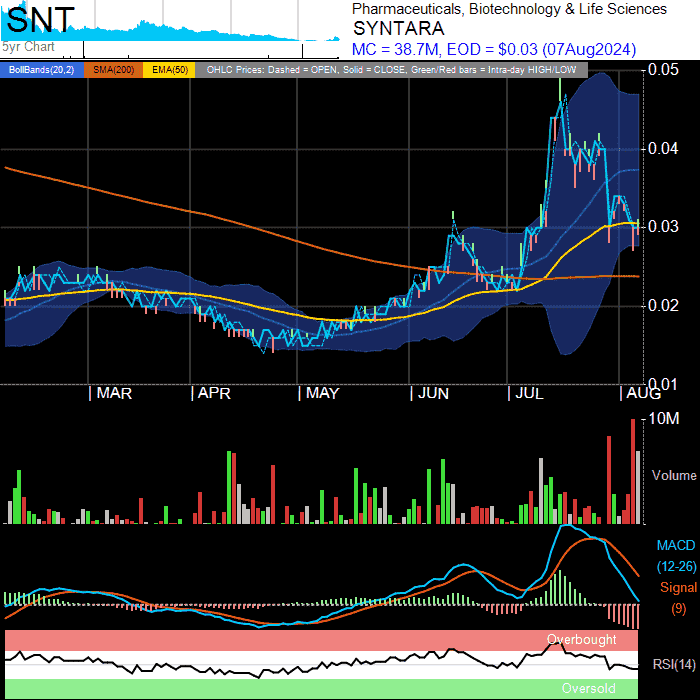 SNT
Pharmaceuticals, Biotechnology & Life Sciences
SYNTARA
5yr Chart
MC = 38.7M, EOD = $0.03 (07Aug2024)
BollBands(20,2) SMA(200) EMA(50) OHLC Prices: Dashed = OPEN, Solid = CLOSE, Green/Red bars = Intra-day HIGH/LOW
0.05
0.04
0.03
0.02
0.01
MAR APR MAY JUN JUL AUG
10M
Volume
MACD
(12-26)
Signal
(9)
Overbought
RSI(14)
Oversold